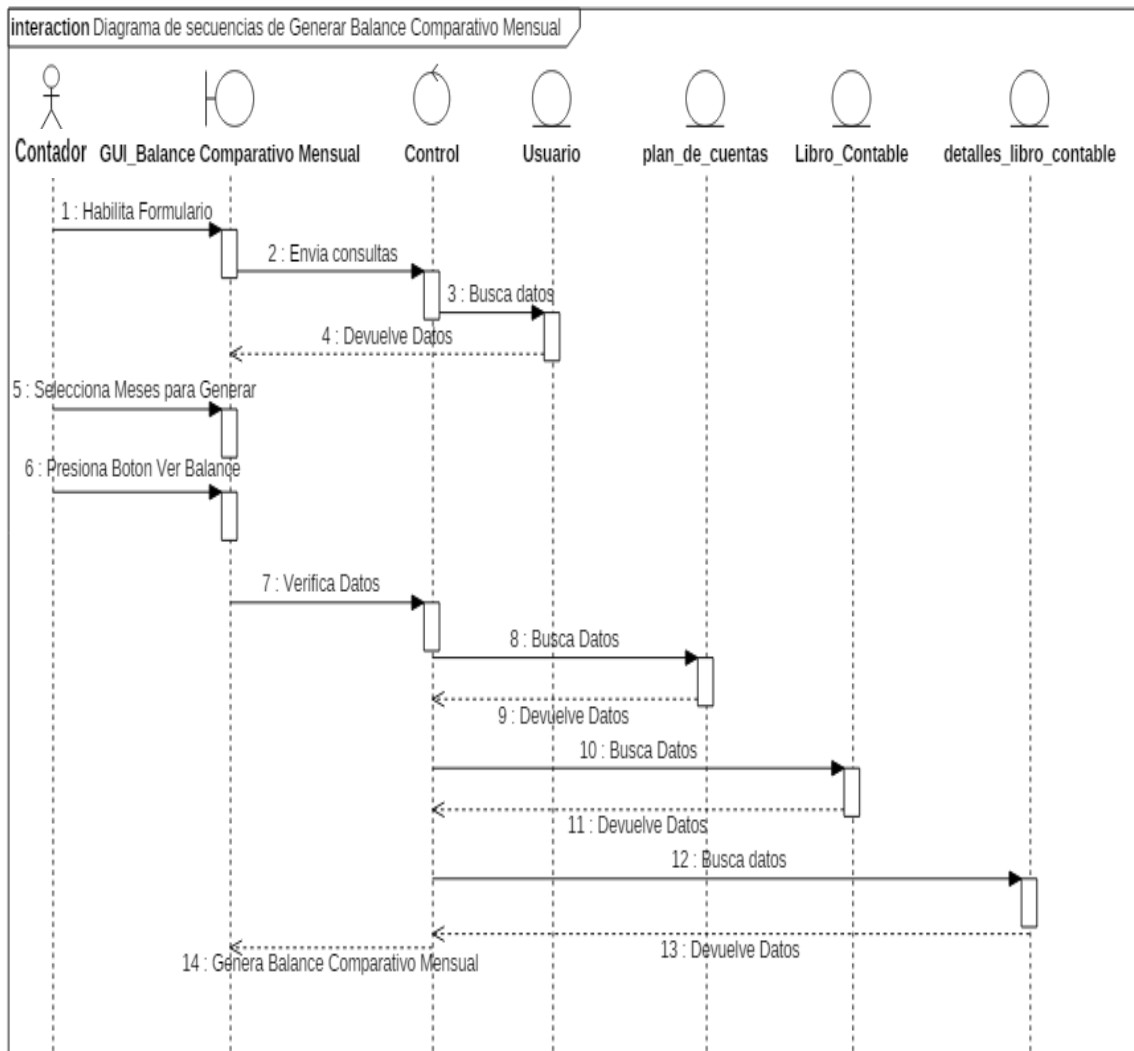 interaction Diagrama de secuencias de Generar Balance Comparativo Mensual
Contador GUI_Balance Comparativo Mensual Control Usuario plan_de_cuentas Libro_Contable detalles_libro_contable
1 : Habilita Formulario
2 : Envia consultas
3 : Busca datos
4 : Devuelve Datos
5 : Selecciona Meses para Generar
6 : Presiona Boton Ver Balance
7 : Verifica Datos
8 : Busca Datos
9 : Devuelve Datos
10 : Busca Datos
11 : Devuelve Datos
12 : Busca datos
13 : Devuelve Datos
14 : Genera Balance Comparativo Mensual